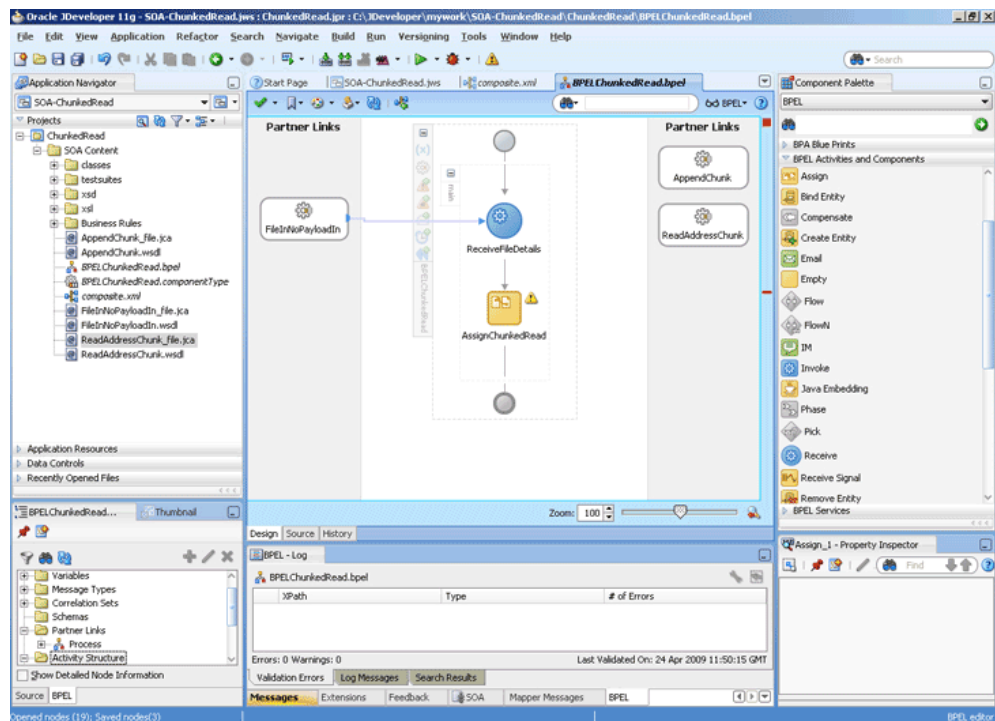 Oracle JDeveloper 11g - SOA-ChunkedRead.jws : ChunkedRead.jpr : C:\JDeveloper\mywork\SOA-ChunkedRead\ChunkedRead\BPELChunkedRead.bpel
File Edit View Application Refactor Search Navigate Build Run Versigning Tools Window Help
Search
Application Navigator
SOA-ChunkedRead
Projects
ChunkedRead
SOA Content
classes
testsuites
xsd
xsl
Business Rules
AppendChunk_file.jca
AppendChunk.wsdl
BPELChunkedRead.bpel
BPELChunkedRead.componentType
composite.xml
FileInNoPayloadIn_file.jca
FileInNoPayloadIn.wsdl
ReadAddressChunk_file.jca
ReadAddressChunk.wsdl
Application Resources
Data Controls
Recently Opened Files
BPELChunkedRead...
Thumbnail
Variables
Message Types
Correlation Sets
Schemas
Partner Links
Process
Activity Structure
Show Detailed Node Information
Source BPEL
Start Page
SOA-ChunkedRead.jws
composite.xml
BPELChunkedRead.bpel
BPEL
Partner Links
FileInNoPayloadIn
(x)
BPELChunkedRead
main
ReceiveFileDetails
AssignChunkedRead
Partner Links
AppendChunk
ReadAddressChunk
Zoom: 100
Design Source History
BPEL - Log
BPELChunkedRead.bpel
XPath Type # of Errors
Errors: 0 Warnings: 0
Last Validated On: 24 Apr 2009 11:50:15 GMT
Validation Errors Log Messages Search Results
Messages Extensions Feedback SOA Mapper Messages BPEL
Component Palette
BPEL
BPA Blue Prints
BPEL Activities and Components
Assign
Bind Entity
Compensate
Create Entity
Email
Empty
Flow
FlowN
IM
Invoke
Java Embedding
Phase
Pick
Receive
Receive Signal
Remove Entity
BPEL Services
Assign_1 - Property Inspector
Find
Opened nodes (19); Saved nodes(3)
BPEL editor